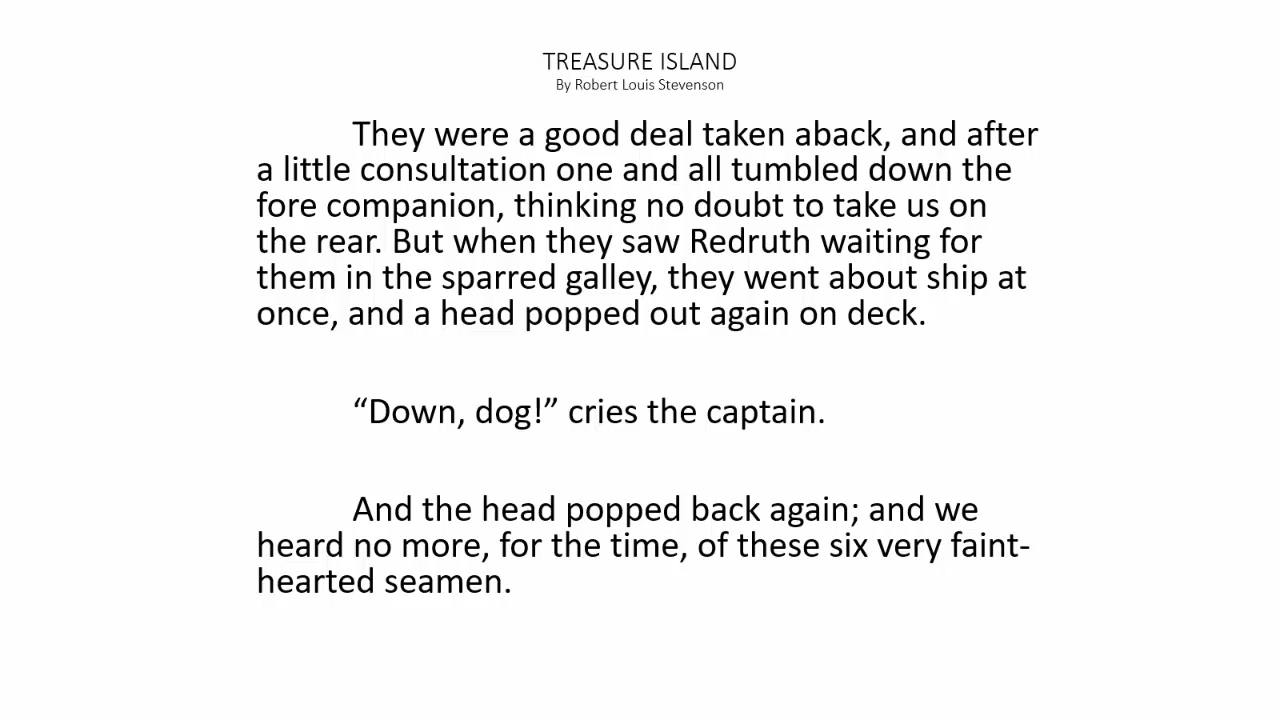 TREASURE ISLAND
By Robert Louis Stevenson
They were a good deal taken aback, and after
a little consultation one and all tumbled down the
fore companion, thinking no doubt to take us on
the rear. But when they saw Redruth waiting for
them in the sparred galley, they went about ship at
once, and a head popped out again on deck.
“Down, dog!” cries the captain.
And the head popped back again; and we
heard no more, for the time, of these six very faint-
hearted seamen.